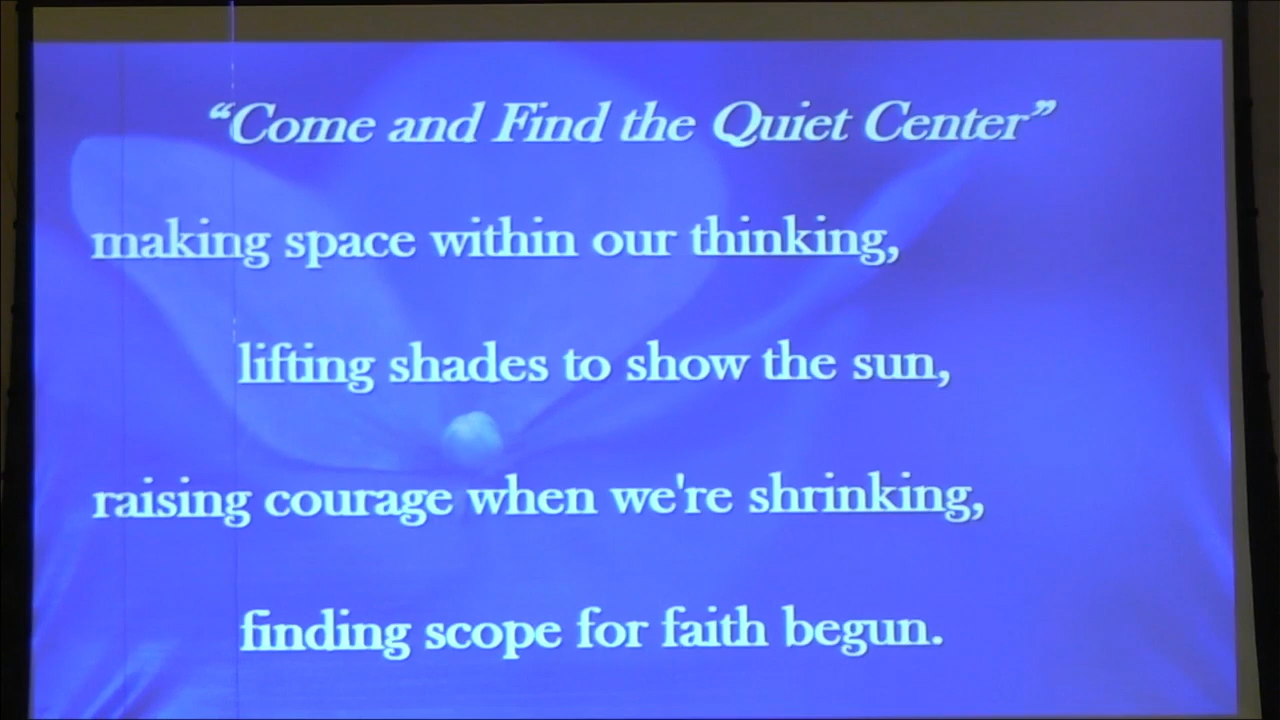 “Come and Find the Quiet Center”
making space within our thinking,
lifting shades to show the sun,
raising courage when we're shrinking,
finding scope for faith begun.